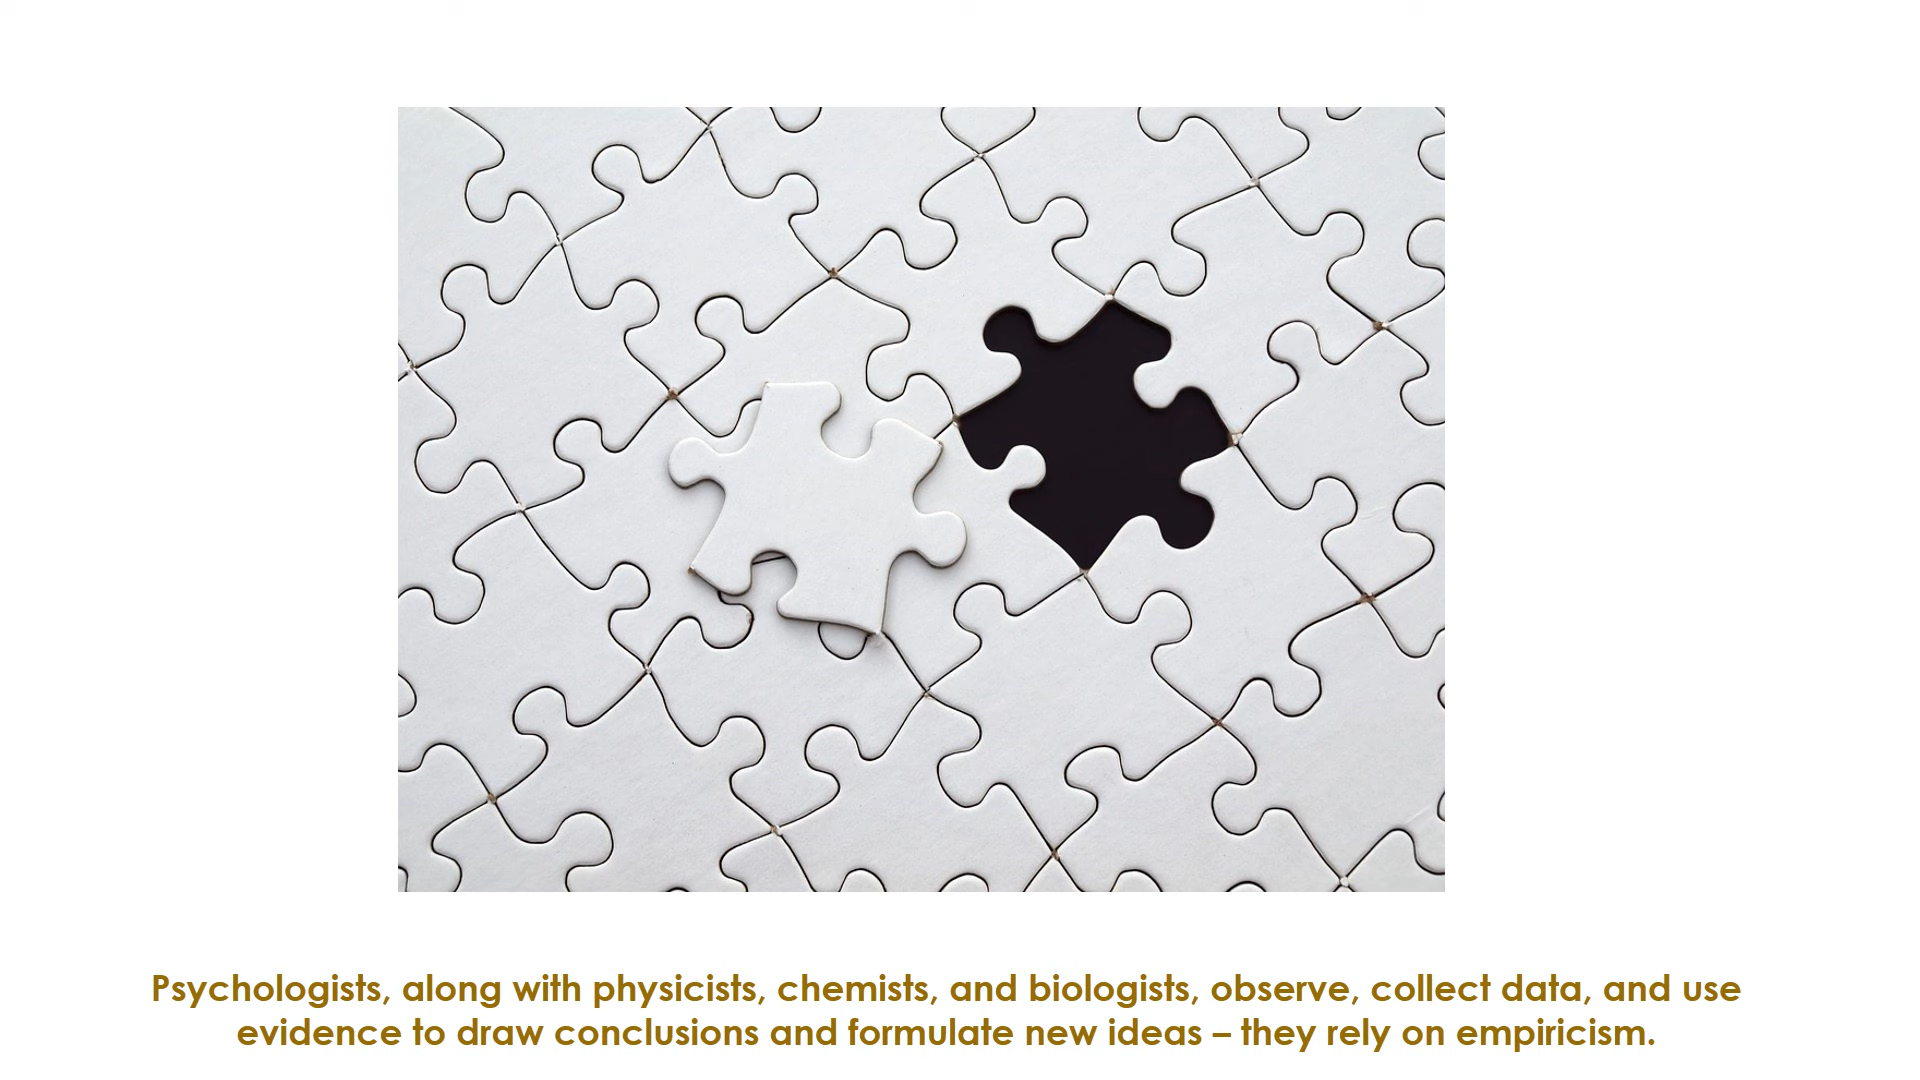 Psychologists, along with physicists, chemists, and biologists, observe, collect data, and use
evidence to draw conclusions and formulate new ideas – they rely on empiricism.